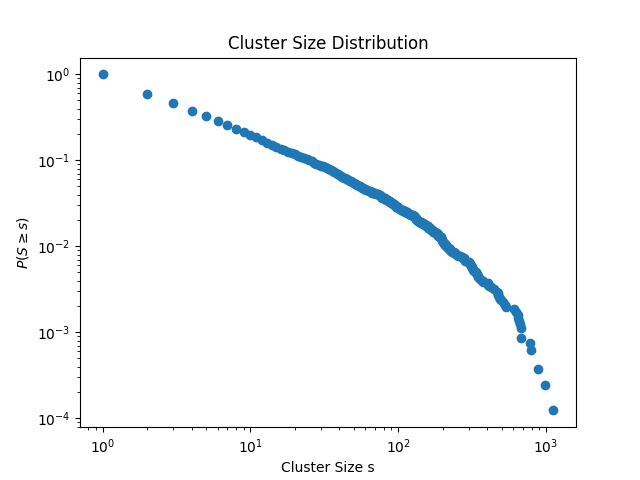 Cluster Size Distribution
10⁰
10⁻¹
10⁻²
10⁻³
10⁻⁴
P(S ≥ s)
10⁰ 10¹ 10² 10³
Cluster Size s